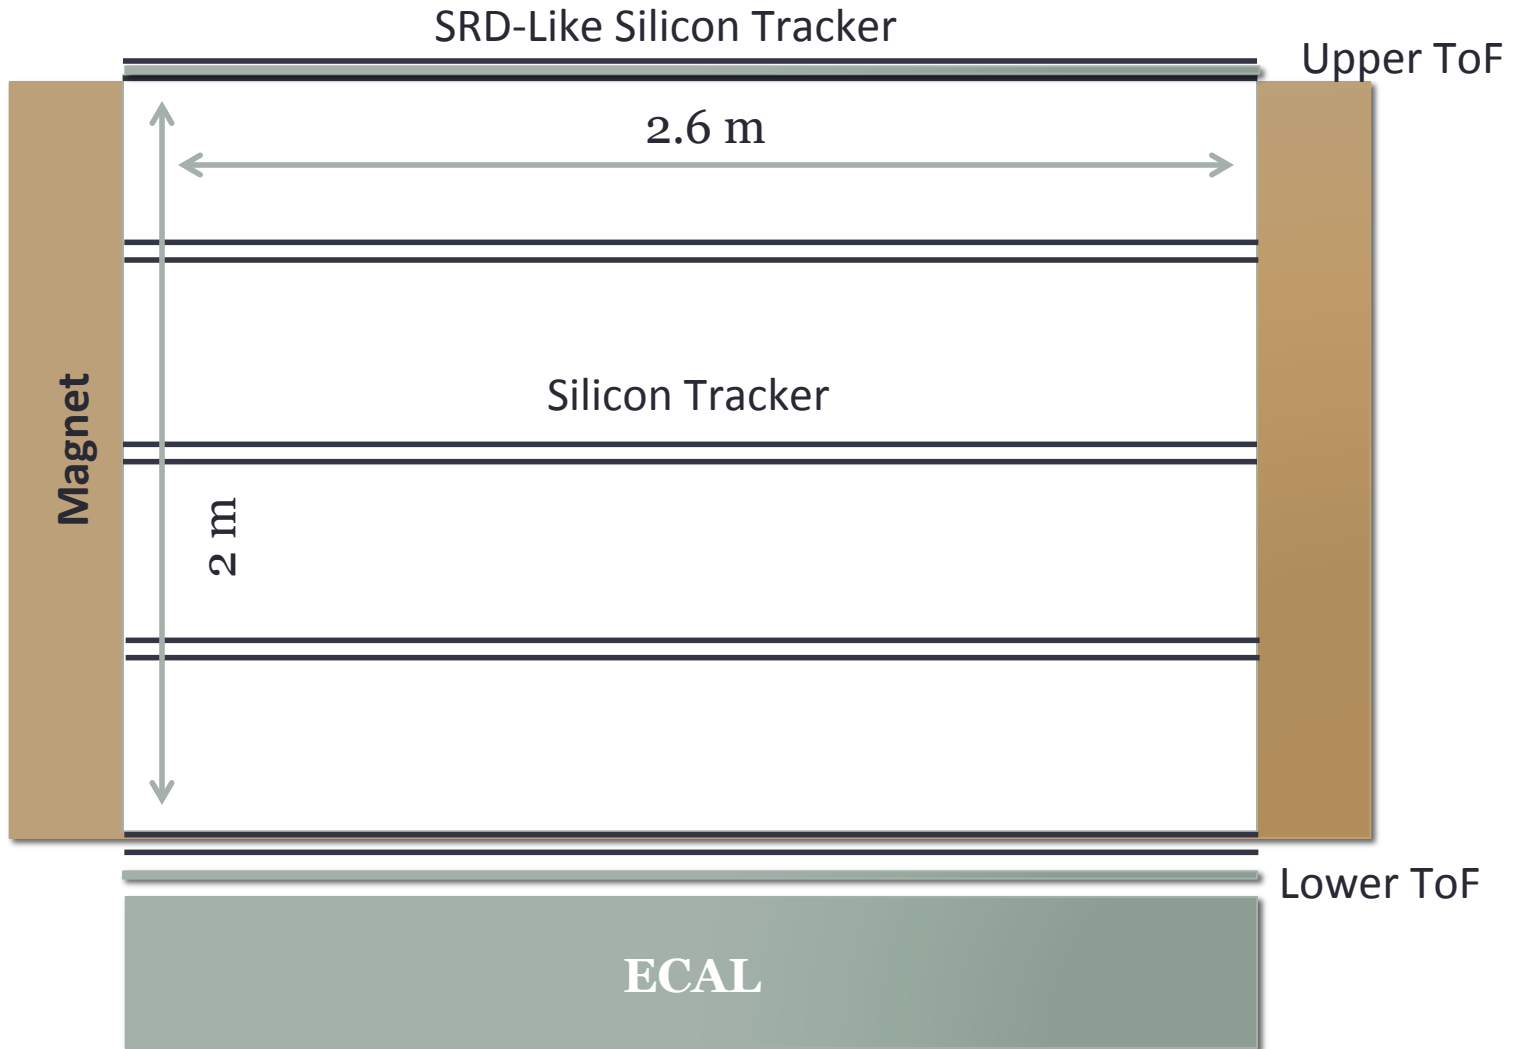 SRD-Like Silicon Tracker
Upper ToF
2.6 m
Silicon Tracker
Magnet
2 m
Lower ToF
ECAL